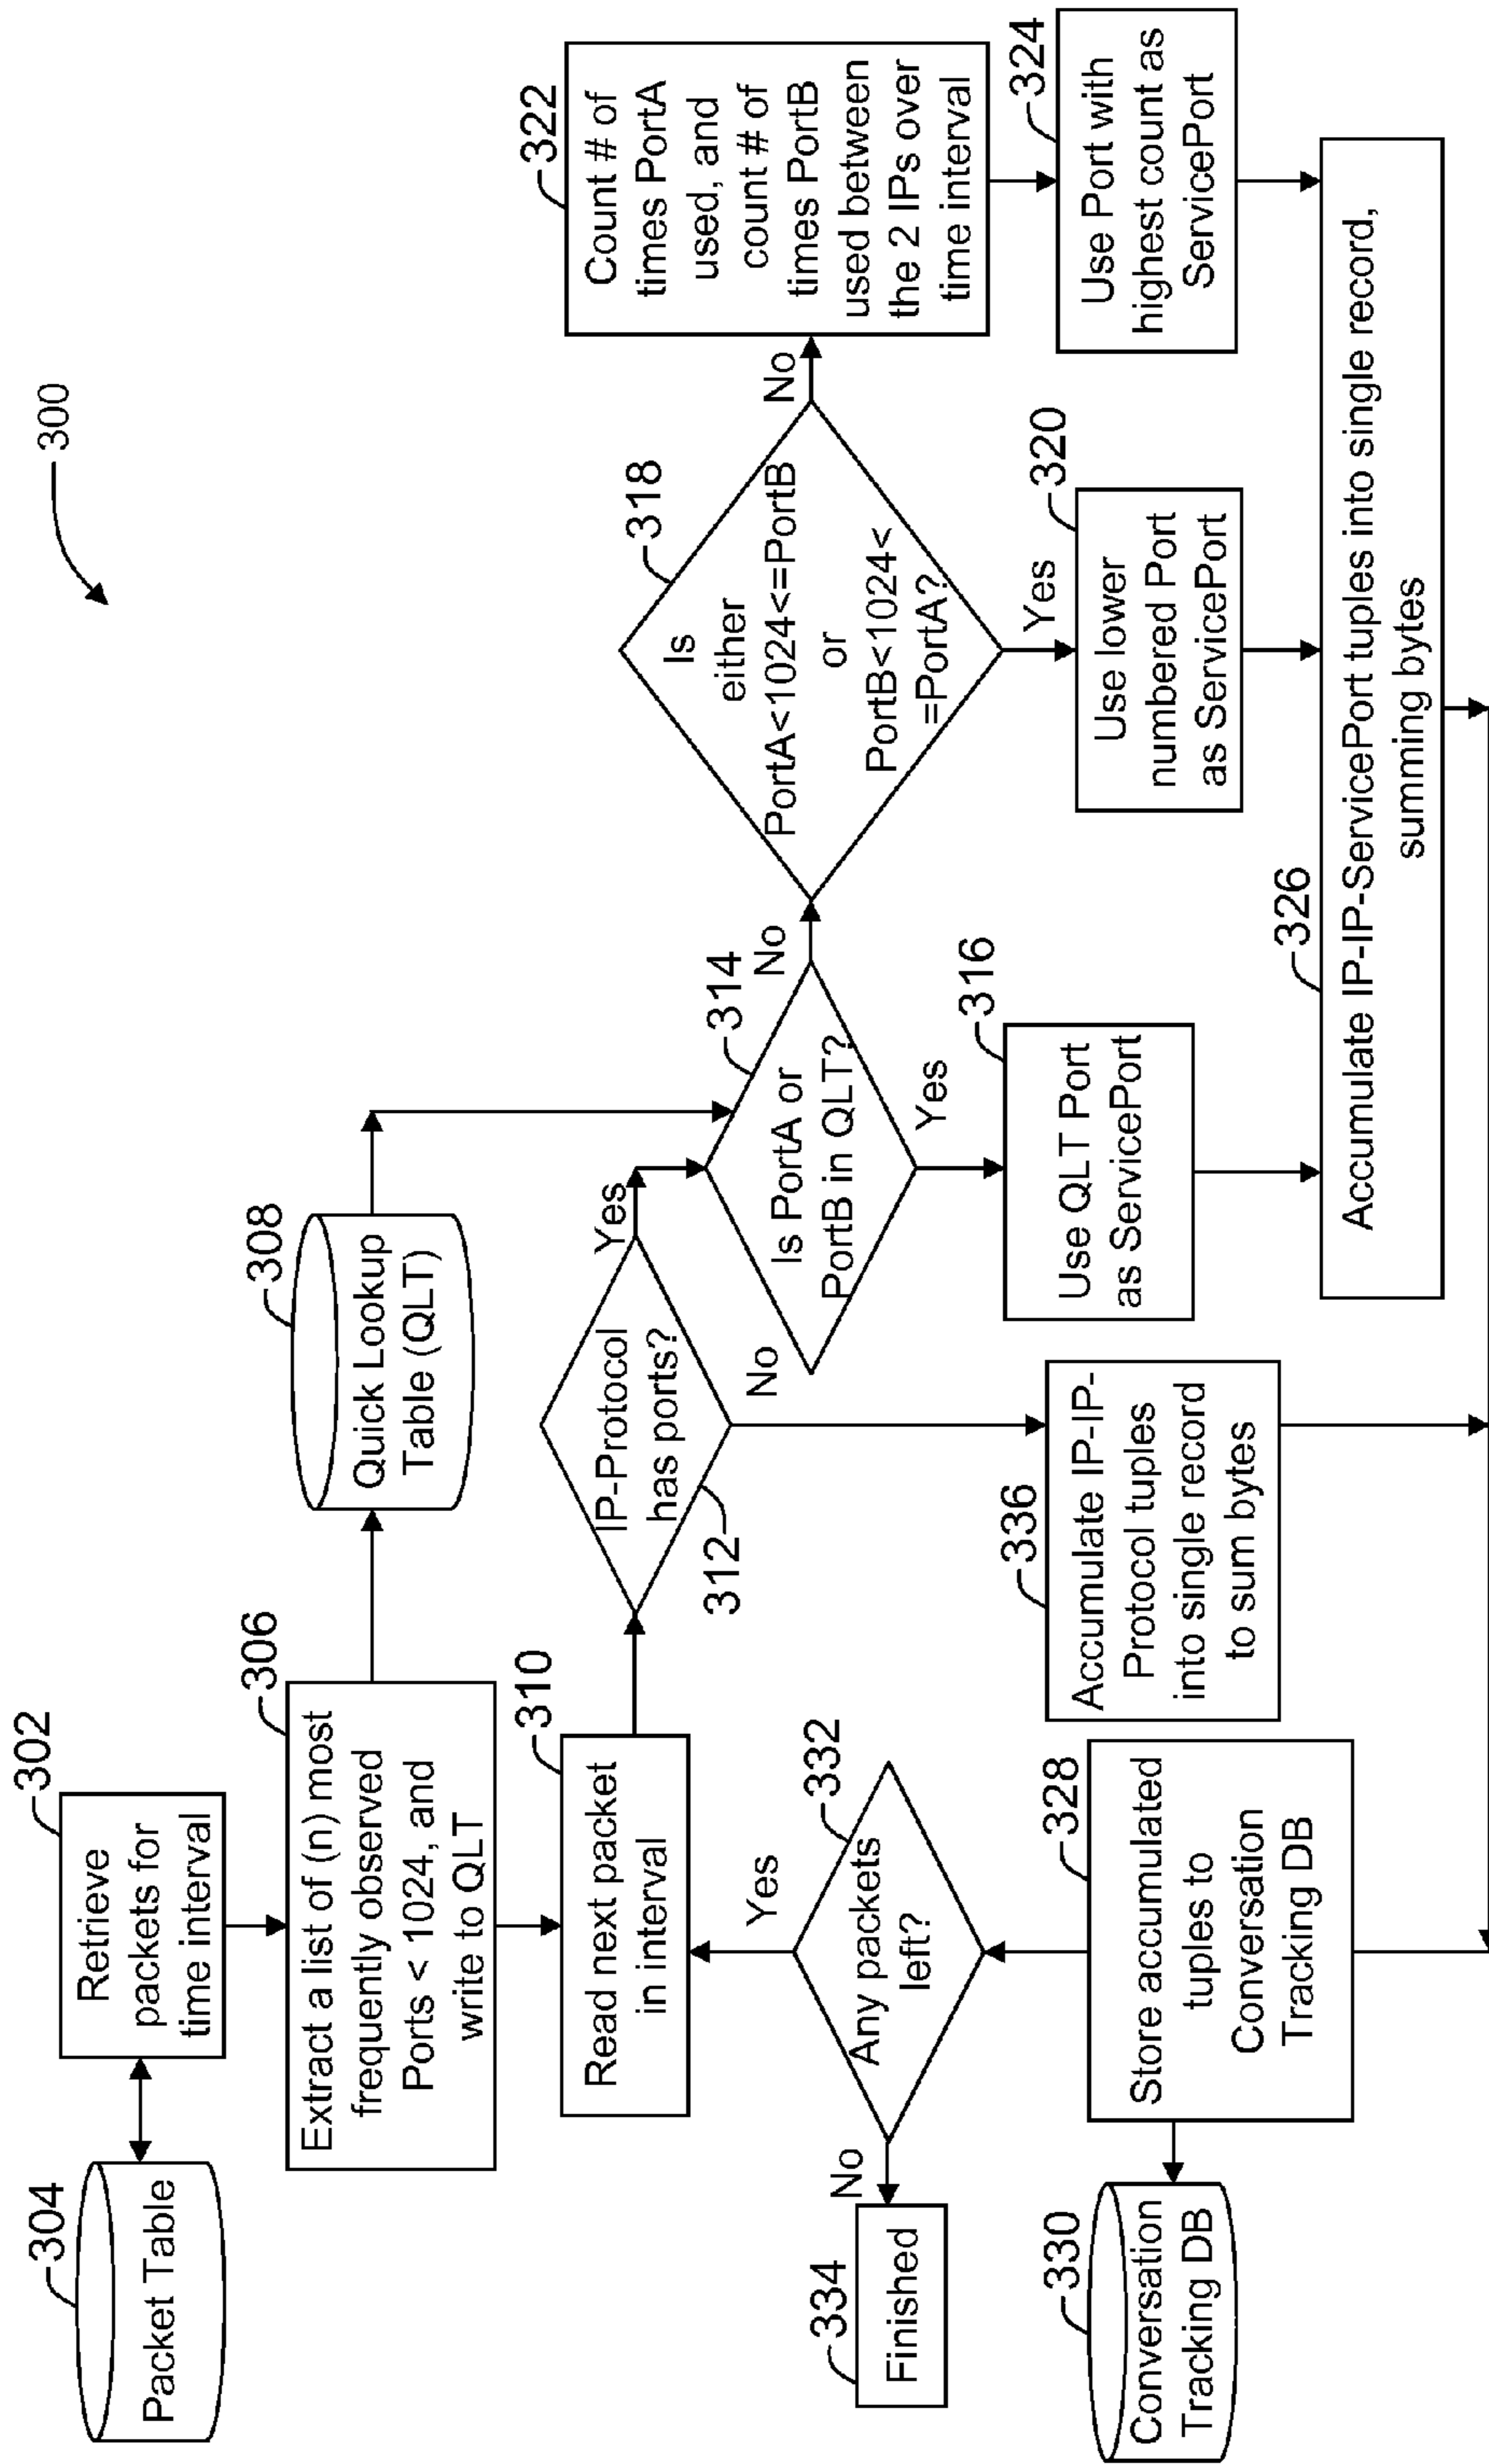 300
302
Retrieve
packets for
time interval
304
Packet Table
306
Extract a list of (n) most
frequently observed
Ports < 1024, and
write to QLT
308
Quick Lookup
Table (QLT)
310
Read next packet
in interval
IP-Protocol
has ports?
312
Yes
No
314
Is PortA or
PortB in QLT?
No
Yes
316
Use QLT Port
as ServicePort
318
Is
either
PortA<1024<=PortB
or
PortB<1024<
=PortA?
No
Yes
320
Use lower
numbered Port
as ServicePort
322
Count # of
times PortA
used, and
count # of
times PortB
used between
the 2 IPs over
time interval
324
Use Port with
highest count as
ServicePort
326
Accumulate IP-IP-ServicePort tuples into single record,
summing bytes
336
Accumulate IP-IP-
Protocol tuples
into single record
to sum bytes
328
Store accumulated
tuples to
Conversation
Tracking DB
330
Conversation
Tracking DB
332
Any packets
left?
Yes
No
334
Finished